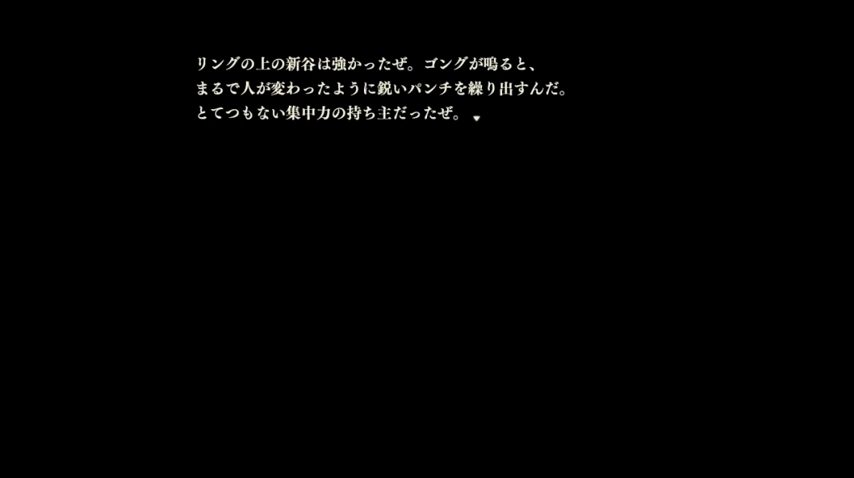 リングの上の新谷は強かったぜ。ゴングが鳴ると、
まるで人が変わったように鋭いパンチを繰り出すんだ。
とてつもない集中力の持ち主だったぜ。